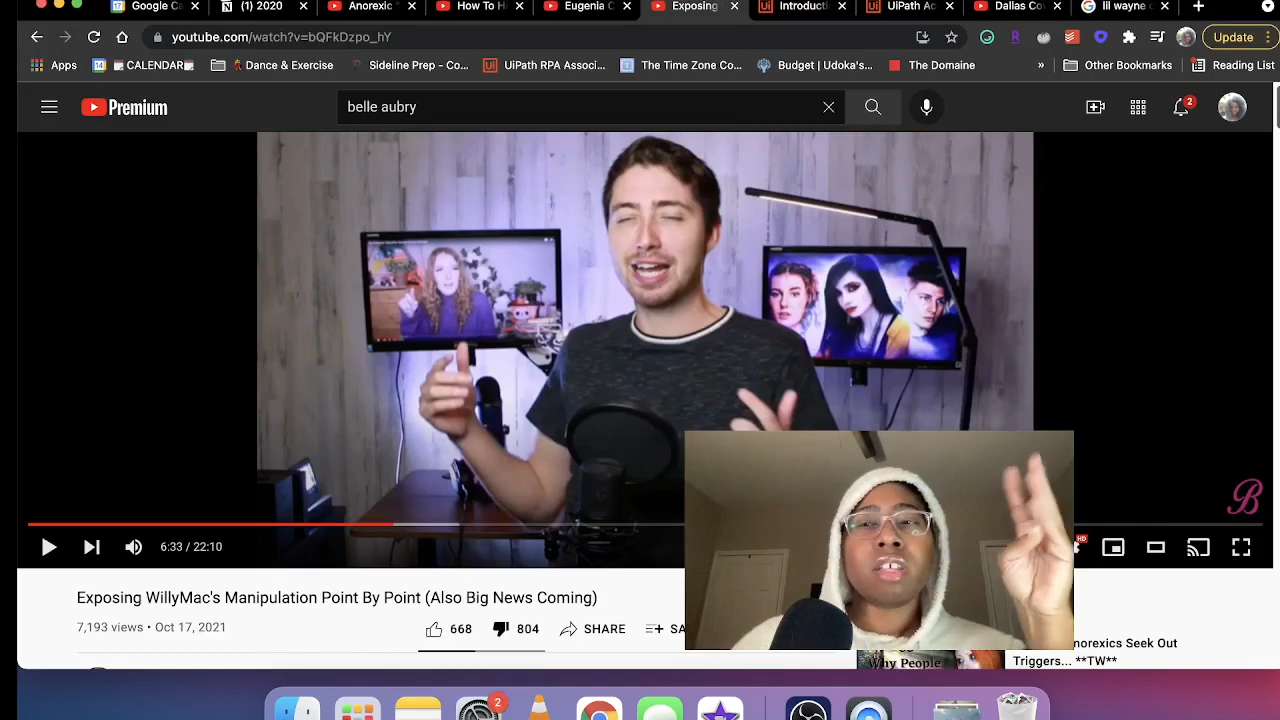 Google Ca
(1) 2020
Anorexic "
How To H
Eugenia C
Exposing
Introducti
UiPath Ac
Dallas Cov
lil wayne c
youtube.com/watch?v=bQFkDzpo_hY
Update
Apps
CALENDAR
Dance & Exercise
Sideline Prep - Co...
UiPath RPA Associ...
The Time Zone Co...
Budget | Udoka's...
The Domaine
»
Other Bookmarks
Reading List
Premium
belle aubry
2
B
6:33 / 22:10
HD
Exposing WillyMac's Manipulation Point By Point (Also Big News Coming)
7,193 views • Oct 17, 2021
668
804
SHARE
SA
norexics Seek Out
Triggers... **TW**
Why People
2